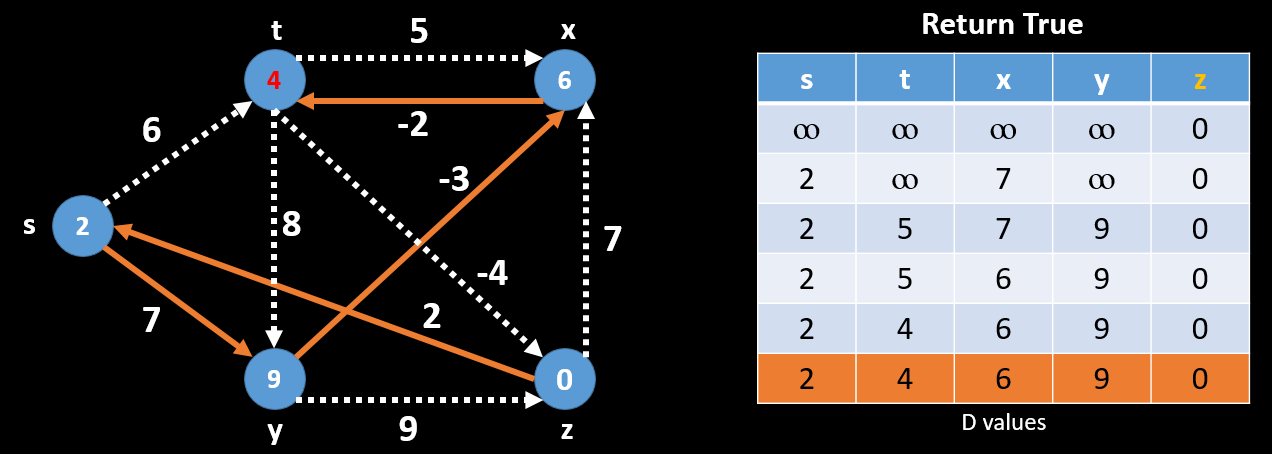 t
5
x
4
6
-2
6
-3
s
2
8
7
-4
7
2
9
0
y
9
z
Return True
s t x y z
∞ ∞ ∞ ∞ 0
2 ∞ 7 ∞ 0
2 5 7 9 0
2 5 6 9 0
2 4 6 9 0
2 4 6 9 0
D values